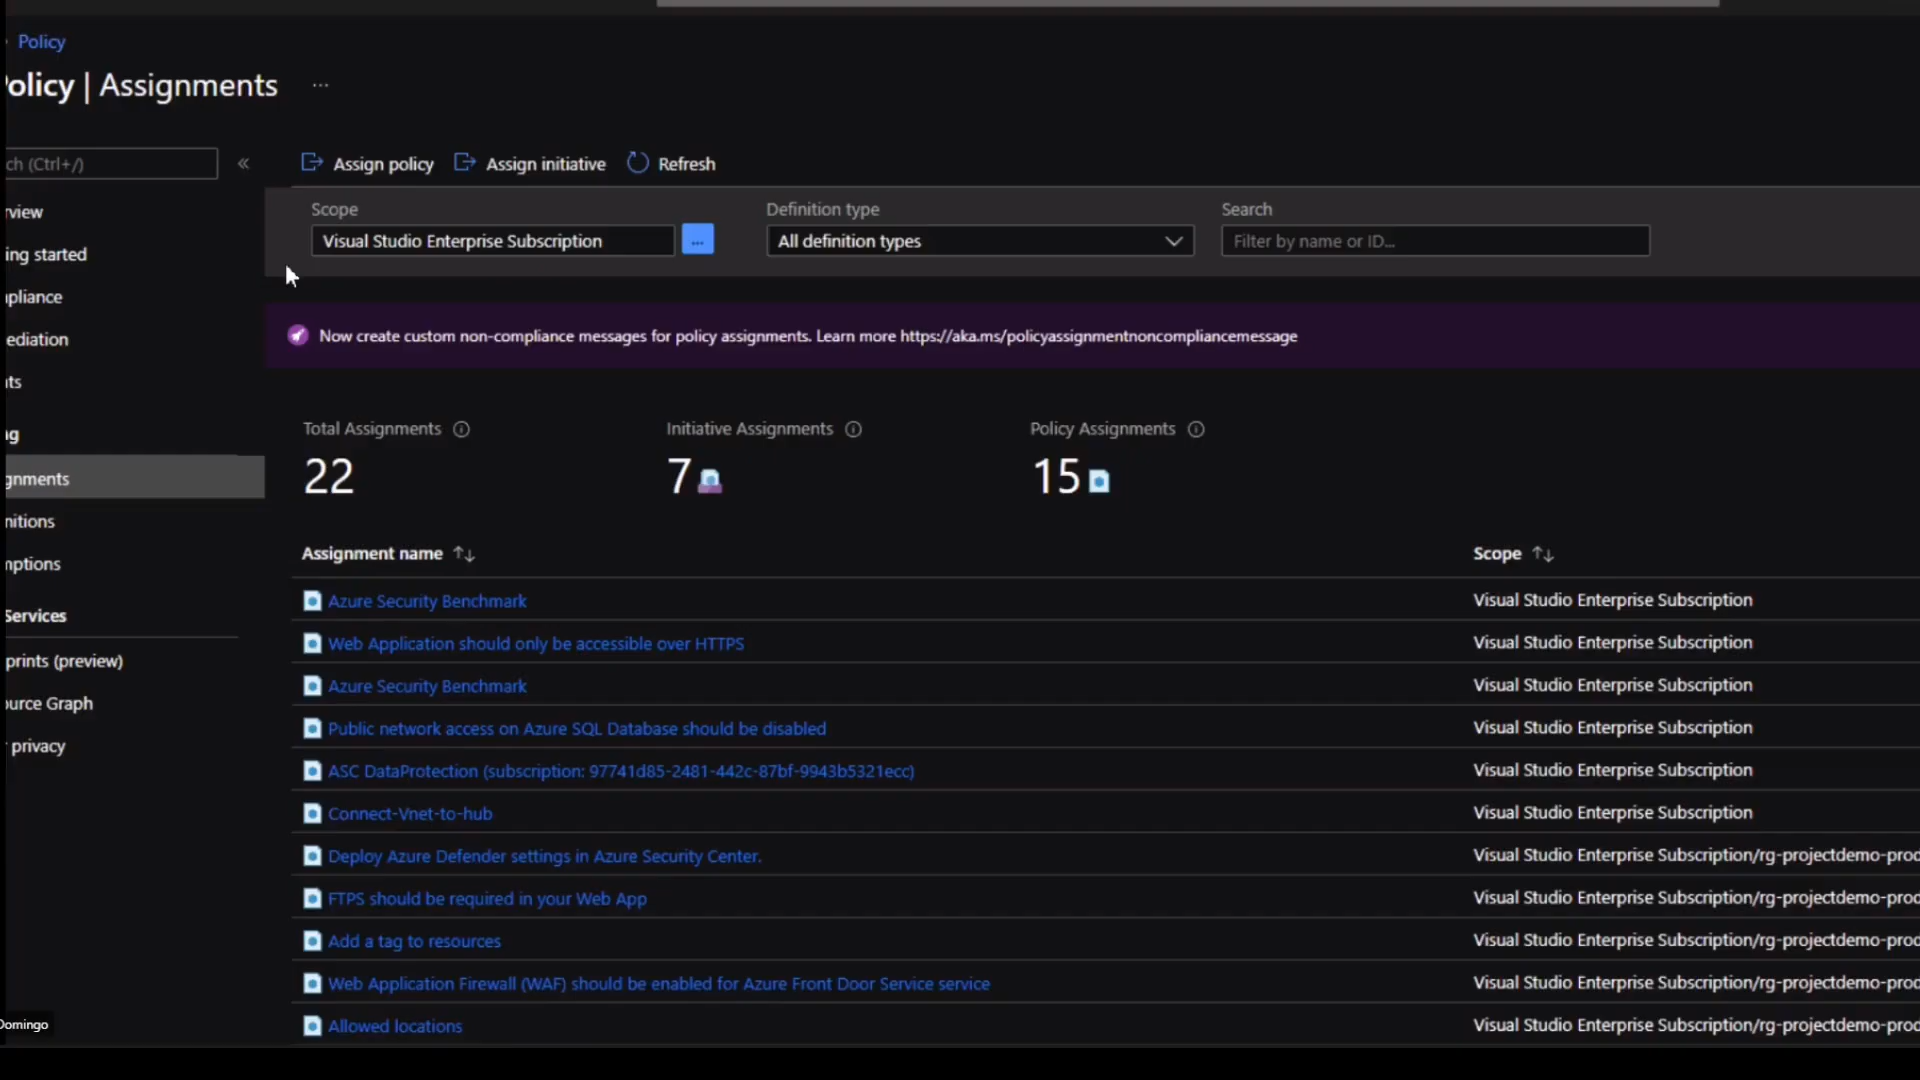 Policy
olicy | Assignments ...
ch (Ctrl+/) «
Assign policy Assign initiative Refresh
Scope Definition type Search
Visual Studio Enterprise Subscription ... All definition types Filter by name or ID...
rview
ing started
pliance
ediation
ts
g
gnments
nitions
mptions
Services
prints (preview)
ource Graph
privacy
Now create custom non-compliance messages for policy assignments. Learn more https://aka.ms/policyassignmentnoncompliancemessage
Total Assignments Initiative Assignments Policy Assignments
22 7 15
Assignment name Scope
Azure Security Benchmark Visual Studio Enterprise Subscription
Web Application should only be accessible over HTTPS Visual Studio Enterprise Subscription
Azure Security Benchmark Visual Studio Enterprise Subscription
Public network access on Azure SQL Database should be disabled Visual Studio Enterprise Subscription
ASC DataProtection (subscription: 97741d85-2481-442c-87bf-9943b5321ecc) Visual Studio Enterprise Subscription
Connect-Vnet-to-hub Visual Studio Enterprise Subscription
Deploy Azure Defender settings in Azure Security Center. Visual Studio Enterprise Subscription/rg-projectdemo-prod
FTPS should be required in your Web App Visual Studio Enterprise Subscription/rg-projectdemo-prod
Add a tag to resources Visual Studio Enterprise Subscription/rg-projectdemo-prod
Web Application Firewall (WAF) should be enabled for Azure Front Door Service service Visual Studio Enterprise Subscription/rg-projectdemo-prod
Allowed locations Visual Studio Enterprise Subscription/rg-projectdemo-prod
Domingo